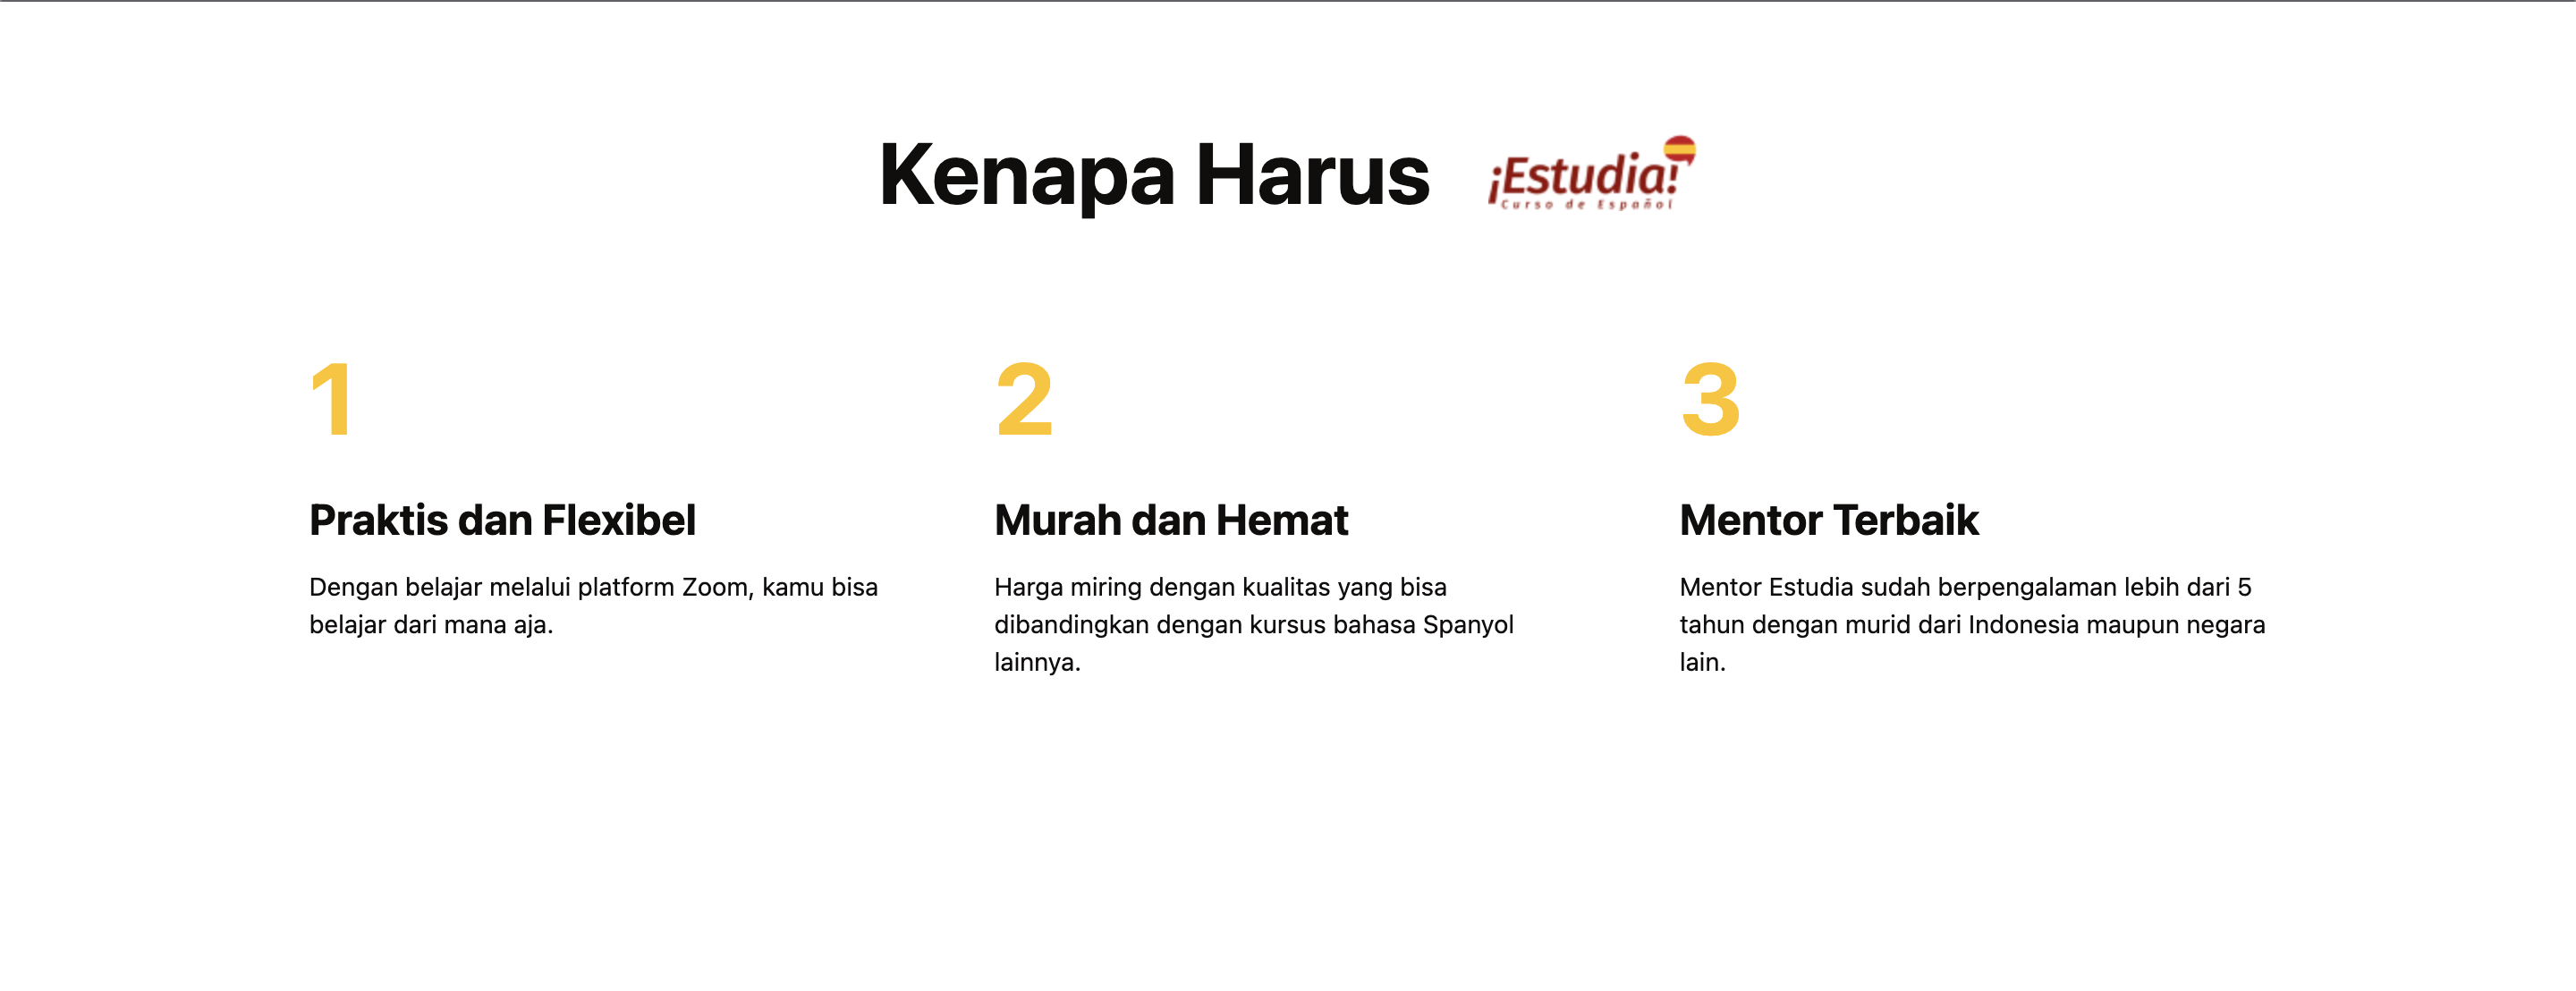 Kenapa Harus
¡Estudia!
Curso de Español
1
Praktis dan Flexibel
Dengan belajar melalui platform Zoom, kamu bisa
belajar dari mana aja.
2
Murah dan Hemat
Harga miring dengan kualitas yang bisa
dibandingkan dengan kursus bahasa Spanyol
lainnya.
3
Mentor Terbaik
Mentor Estudia sudah berpengalaman lebih dari 5
tahun dengan murid dari Indonesia maupun negara
lain.